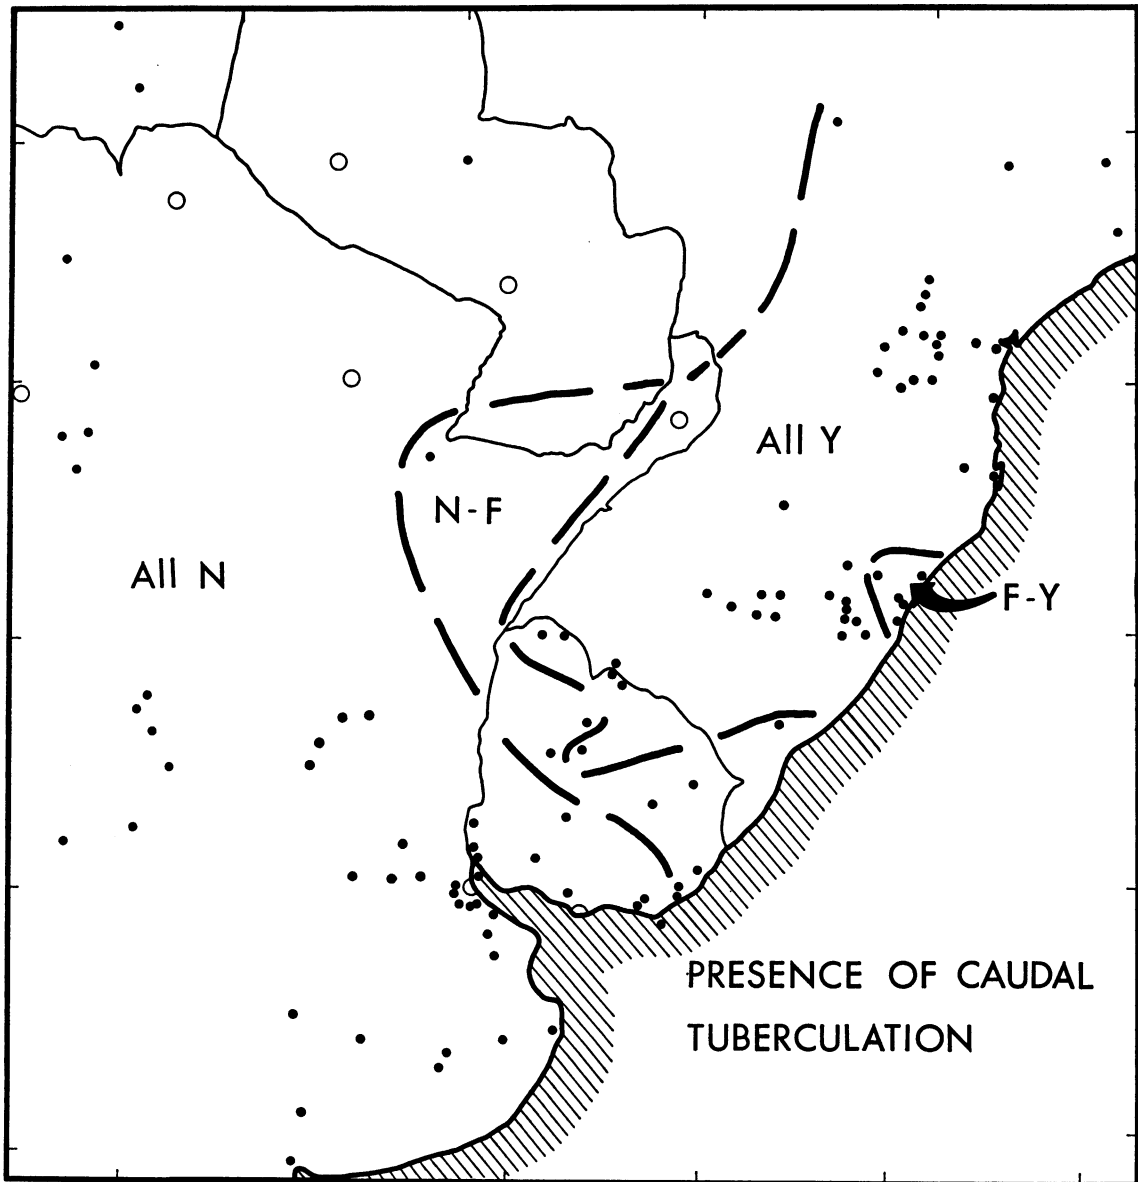 All Y
N-F
All N
F-Y
PRESENCE OF CAUDAL
TUBERCULATION